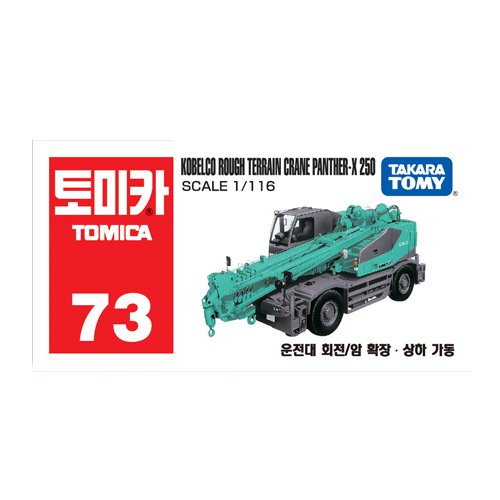 토미카®
TOMICA
73
KOBELCO ROUGH TERRAIN CRANE PANTHER-X 250
SCALE 1/116
TAKARA
TOMY
운전대 회전/암 확장 · 상하 가동